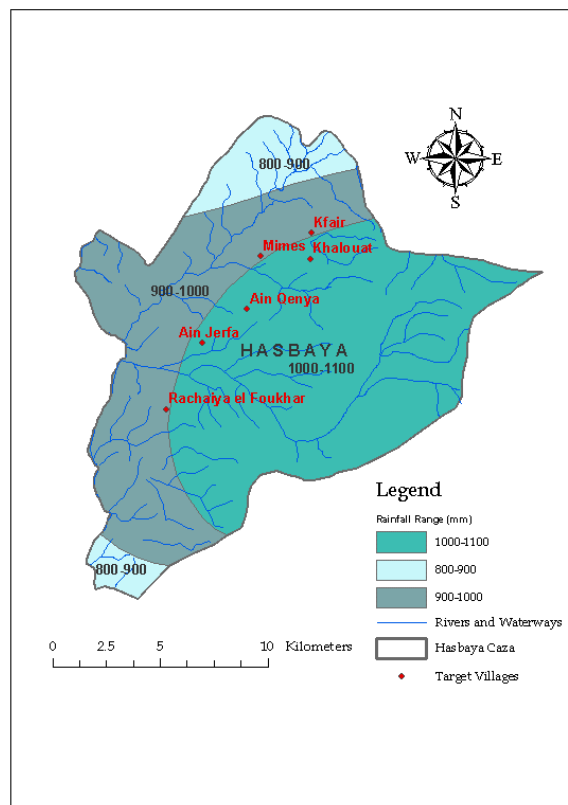 N
W E
S
800-900
Kfair
Mimes
Khalouat
900-1000
Ain Qenya
Ain Jerfa
HASBAYA
1000-1100
Rachaiya el Foukhar
800-900
Legend
Rainfall Range (mm)
1000-1100
800-900
900-1000
Rivers and Waterways
Hasbaya Caza
Target Villages
0 2.5 5 10 Kilometers